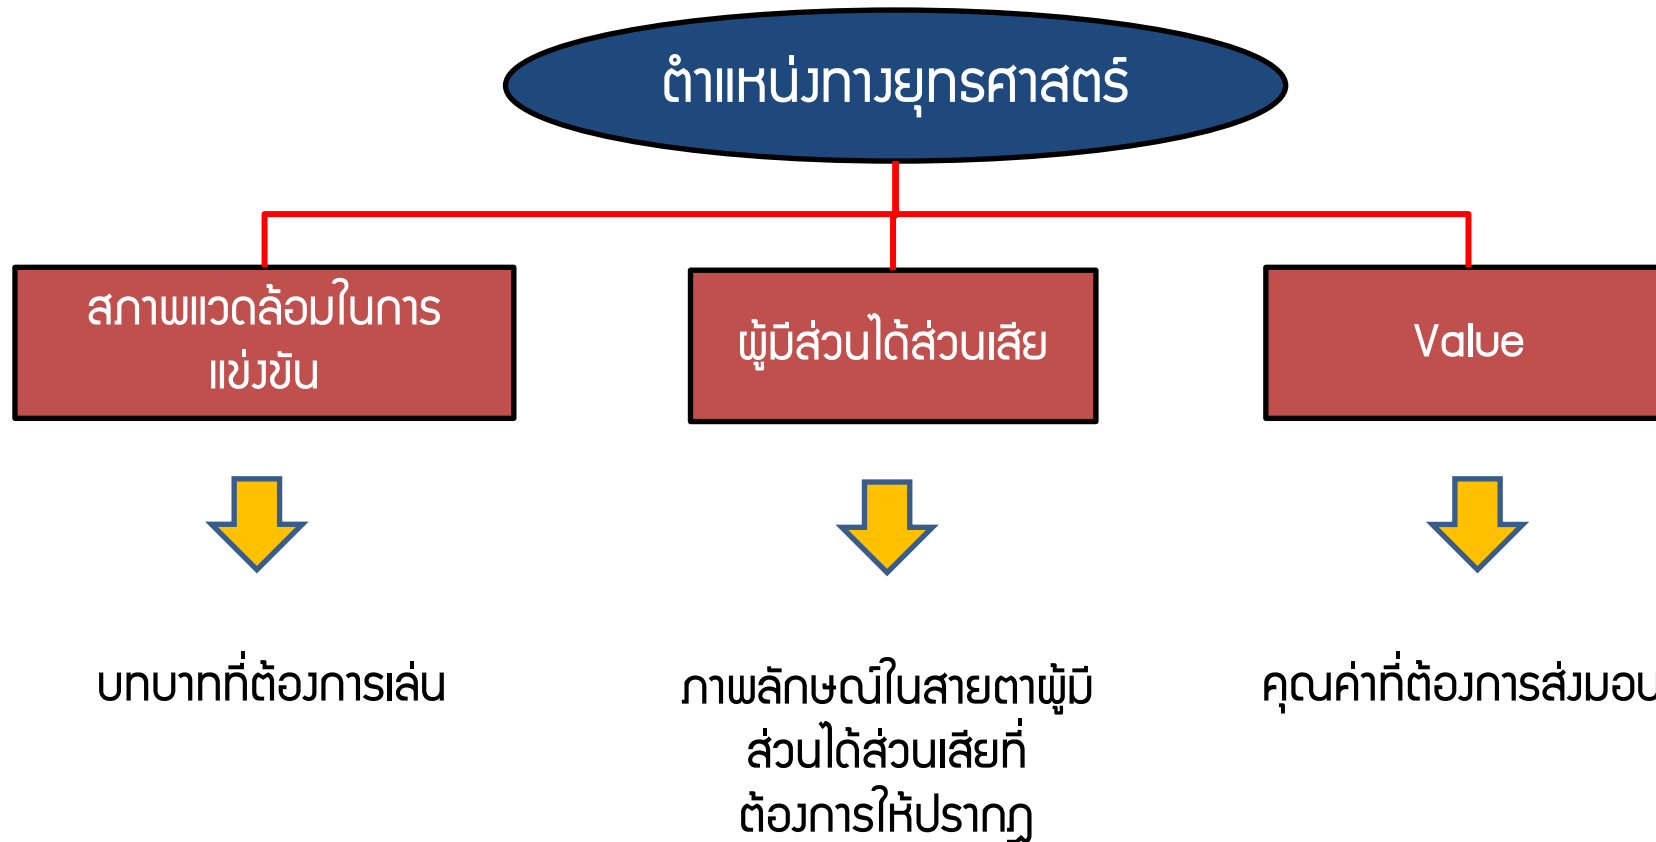 ตำแหน่งทางยุทธศาสตร์
สภาพแวดล้อมในการ
แข่งขัน
ผู้มีส่วนได้ส่วนเสีย
Value
บทบาทที่ต้องการเล่น
ภาพลักษณ์ในสายตาผู้มี
ส่วนได้ส่วนเสียที่
ต้องการให้ปรากฏ
คุณค่าที่ต้องการส่งมอบ